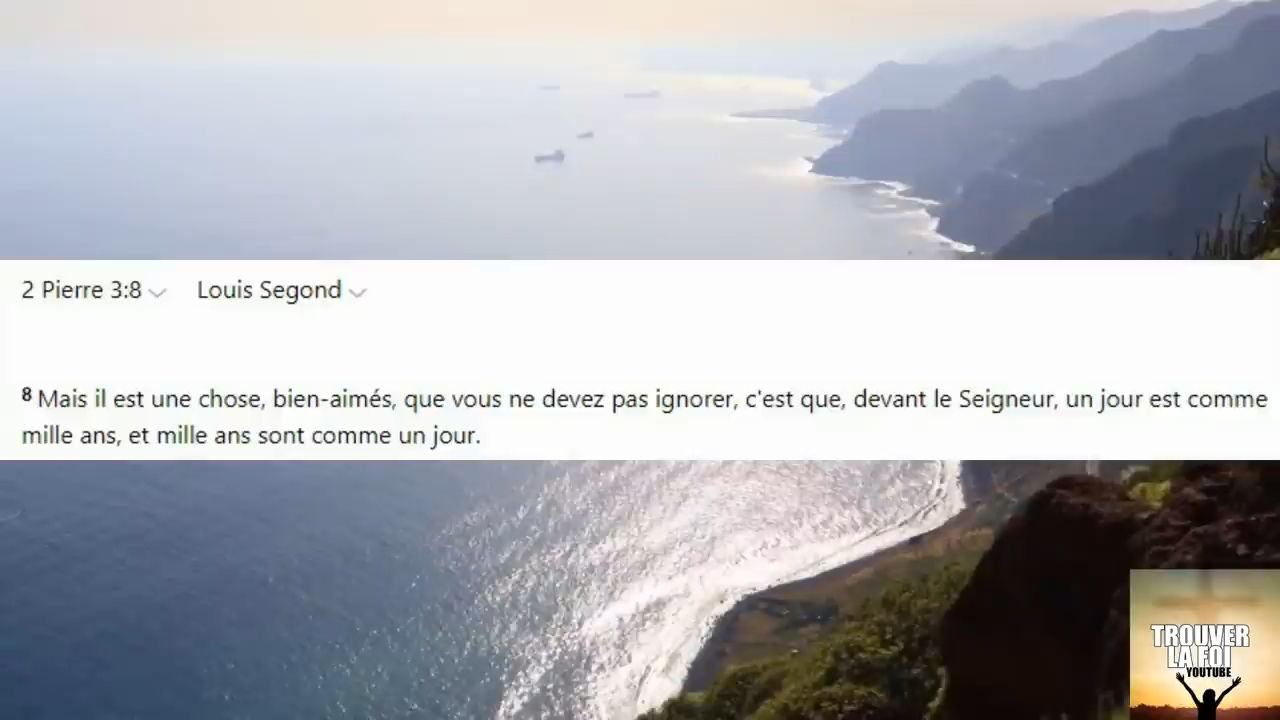 2 Pierre 3:8 Louis Segond
8 Mais il est une chose, bien-aimés, que vous ne devez pas ignorer, c'est que, devant le Seigneur, un jour est comme
mille ans, et mille ans sont comme un jour.
TROUVER
LA FOI
YOUTUBE